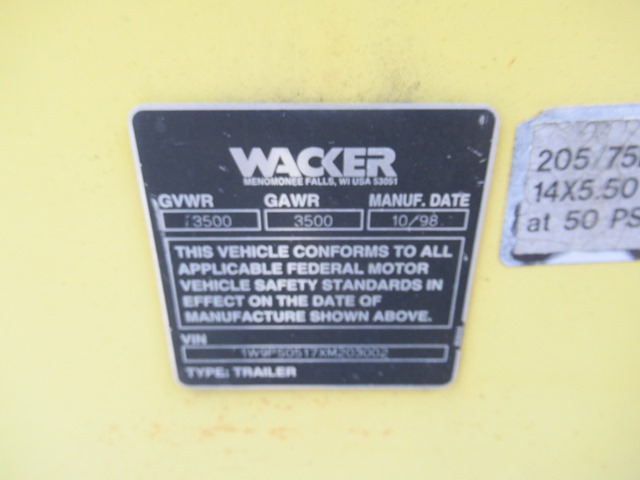 WACKER
MENOMONEE FALLS, WI USA 53051
GVWR GAWR MANUF. DATE
3500 3500 10/98
THIS VEHICLE CONFORMS TO ALL
APPLICABLE FEDERAL MOTOR
VEHICLE SAFETY STANDARDS IN
EFFECT ON THE DATE OF
MANUFACTURE SHOWN ABOVE.
VIN
1W9PS0517XM203002
TYPE: TRAILER
205/75
14X5.50
at 50 PS